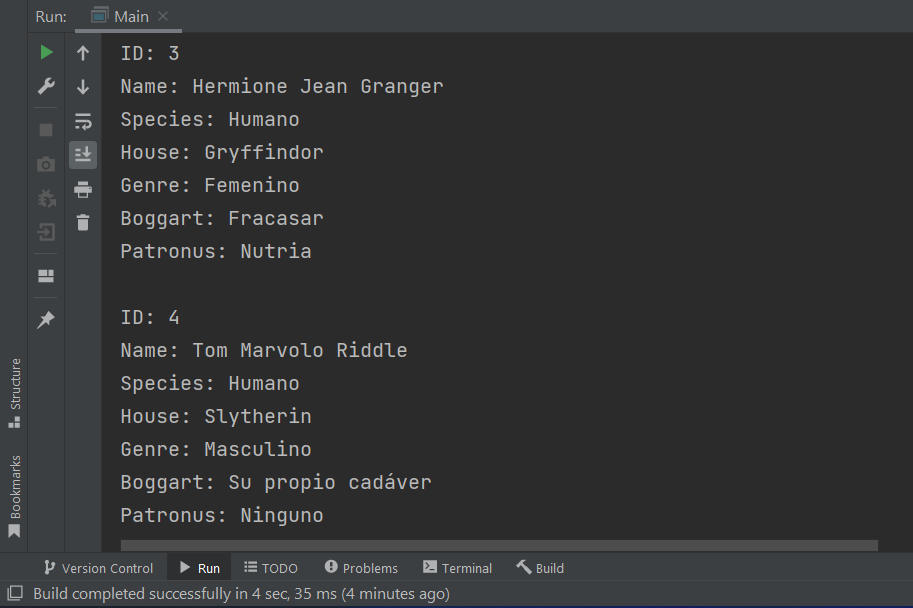 Run: Main
ID: 3
Name: Hermione Jean Granger
Species: Humano
House: Gryffindor
Genre: Femenino
Boggart: Fracasar
Patronus: Nutria
ID: 4
Name: Tom Marvolo Riddle
Species: Humano
House: Slytherin
Genre: Masculino
Boggart: Su propio cadáver
Patronus: Ninguno
Structure
Bookmarks
Version Control Run TODO Problems Terminal Build
Build completed successfully in 4 sec, 35 ms (4 minutes ago)